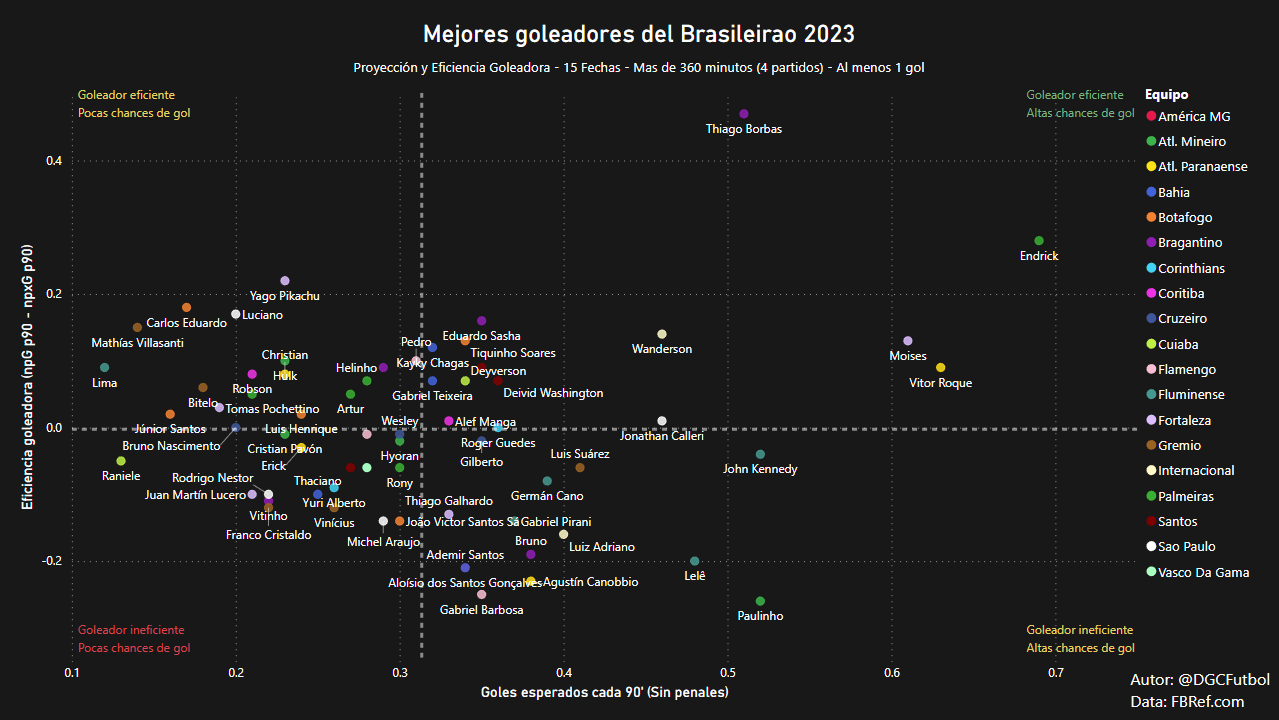 Mejores goleadores del Brasileirao 2023
Proyección y Eficiencia Goleadora - 15 Fechas - Mas de 360 minutos (4 partidos) - Al menos 1 gol
Goleador eficiente
Pocas chances de gol
Goleador eficiente
Altas chances de gol
Equipo
América MG
Atl. Mineiro
Atl. Paranaense
Bahia
Botafogo
Bragantino
Corinthians
Coritiba
Cruzeiro
Cuiaba
Flamengo
Fluminense
Fortaleza
Gremio
Internacional
Palmeiras
Santos
Sao Paulo
Vasco Da Gama
Eficiencia goleadora (npG p90 - npxG p90)
0.4
0.2
0.0
-0.2
Thiago Borbas
Endrick
Yago Pikachu
Carlos Eduardo
Luciano
Mathías Villasanti
Eduardo Sasha
Pedro
Tiquinho Soares
Wanderson
Moises
Christian
Kayky Chagas
Helinho
Deyverson
Hulk
Lima
Vitor Roque
Robson
Gabriel Teixeira
Deivid Washington
Bitelo
Tomas Pochettino
Artur
Júnior Santos
Luis Henrique
Wesley
Alef Manga
Jonathan Calleri
Bruno Nascimento
Cristian Pavón
Roger Guedes
Hyoran
Luis Suárez
Gilberto
Erick
John Kennedy
Raniele
Rodrigo Nestor
Thaciano
Rony
Juan Martín Lucero
Germán Cano
Yuri Alberto
Thiago Galhardo
Vitinho
Vinícius
João Victor Santos Sá
Gabriel Pirani
Franco Cristaldo
Michel Araujo
Bruno
Luiz Adriano
Ademir Santos
Lelê
Aloísio dos Santos Gonçalves
Agustín Canobbio
Gabriel Barbosa
Paulinho
Goleador ineficiente
Pocas chances de gol
Goleador ineficiente
Altas chances de gol
0.1
0.2
0.3
0.4
0.5
0.6
0.7
Goles esperados cada 90' (Sin penales)
Autor: @DGCFutbol
Data: FBRef.com